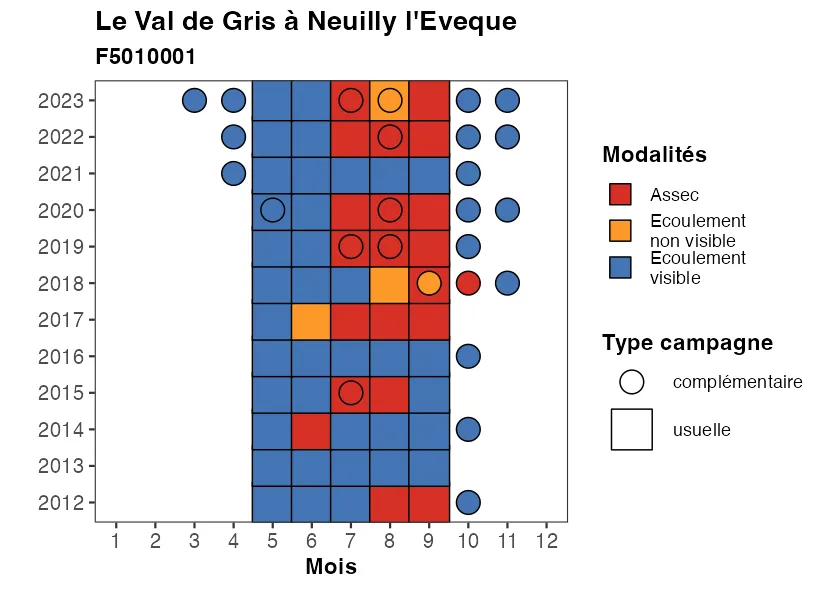 Le Val de Gris à Neuilly l'Eveque
F5010001
2023
2022
2021
2020
2019
2018
2017
2016
2015
2014
2013
2012
1 2 3 4 5 6 7 8 9 10 11 12
Mois
Modalités
Assec
Ecoulement
non visible
Ecoulement
visible
Type campagne
complémentaire
usuelle